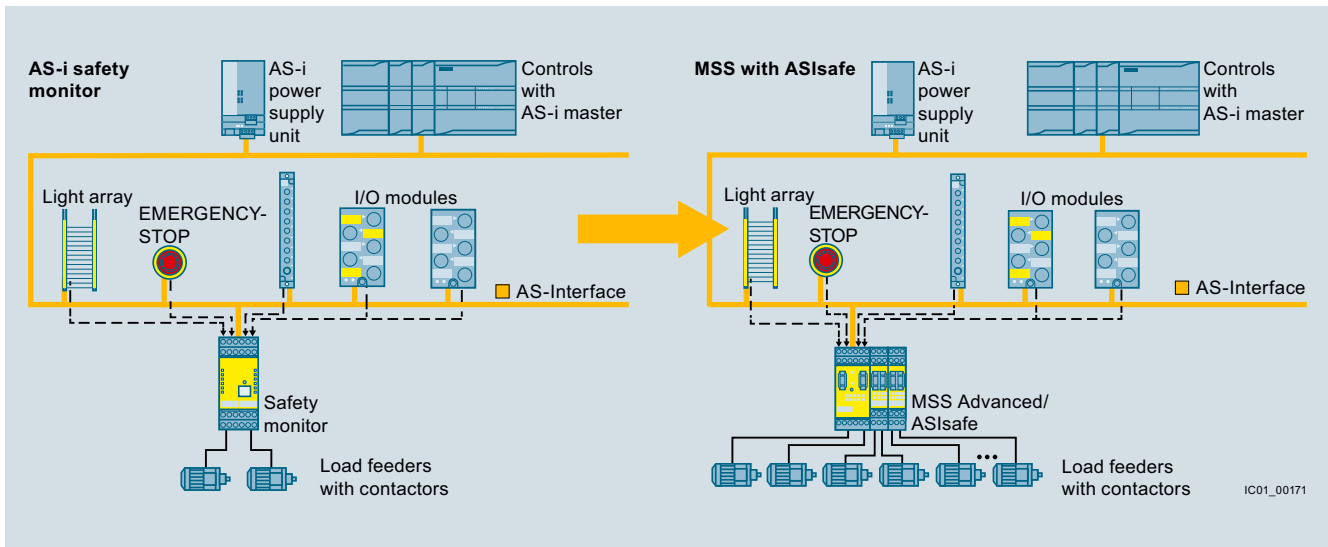 AS-i safety
monitor
AS-i
power
supply
unit
Controls
with
AS-i master
Light array
EMERGENCY-
STOP
I/O modules
AS-Interface
Safety
monitor
Load feeders
with contactors
MSS with ASIsafe
AS-i
power
supply
unit
Controls
with
AS-i master
Light array
EMERGENCY-
STOP
I/O modules
AS-Interface
MSS Advanced/
ASIsafe
Load feeders
with contactors
IC01_00171